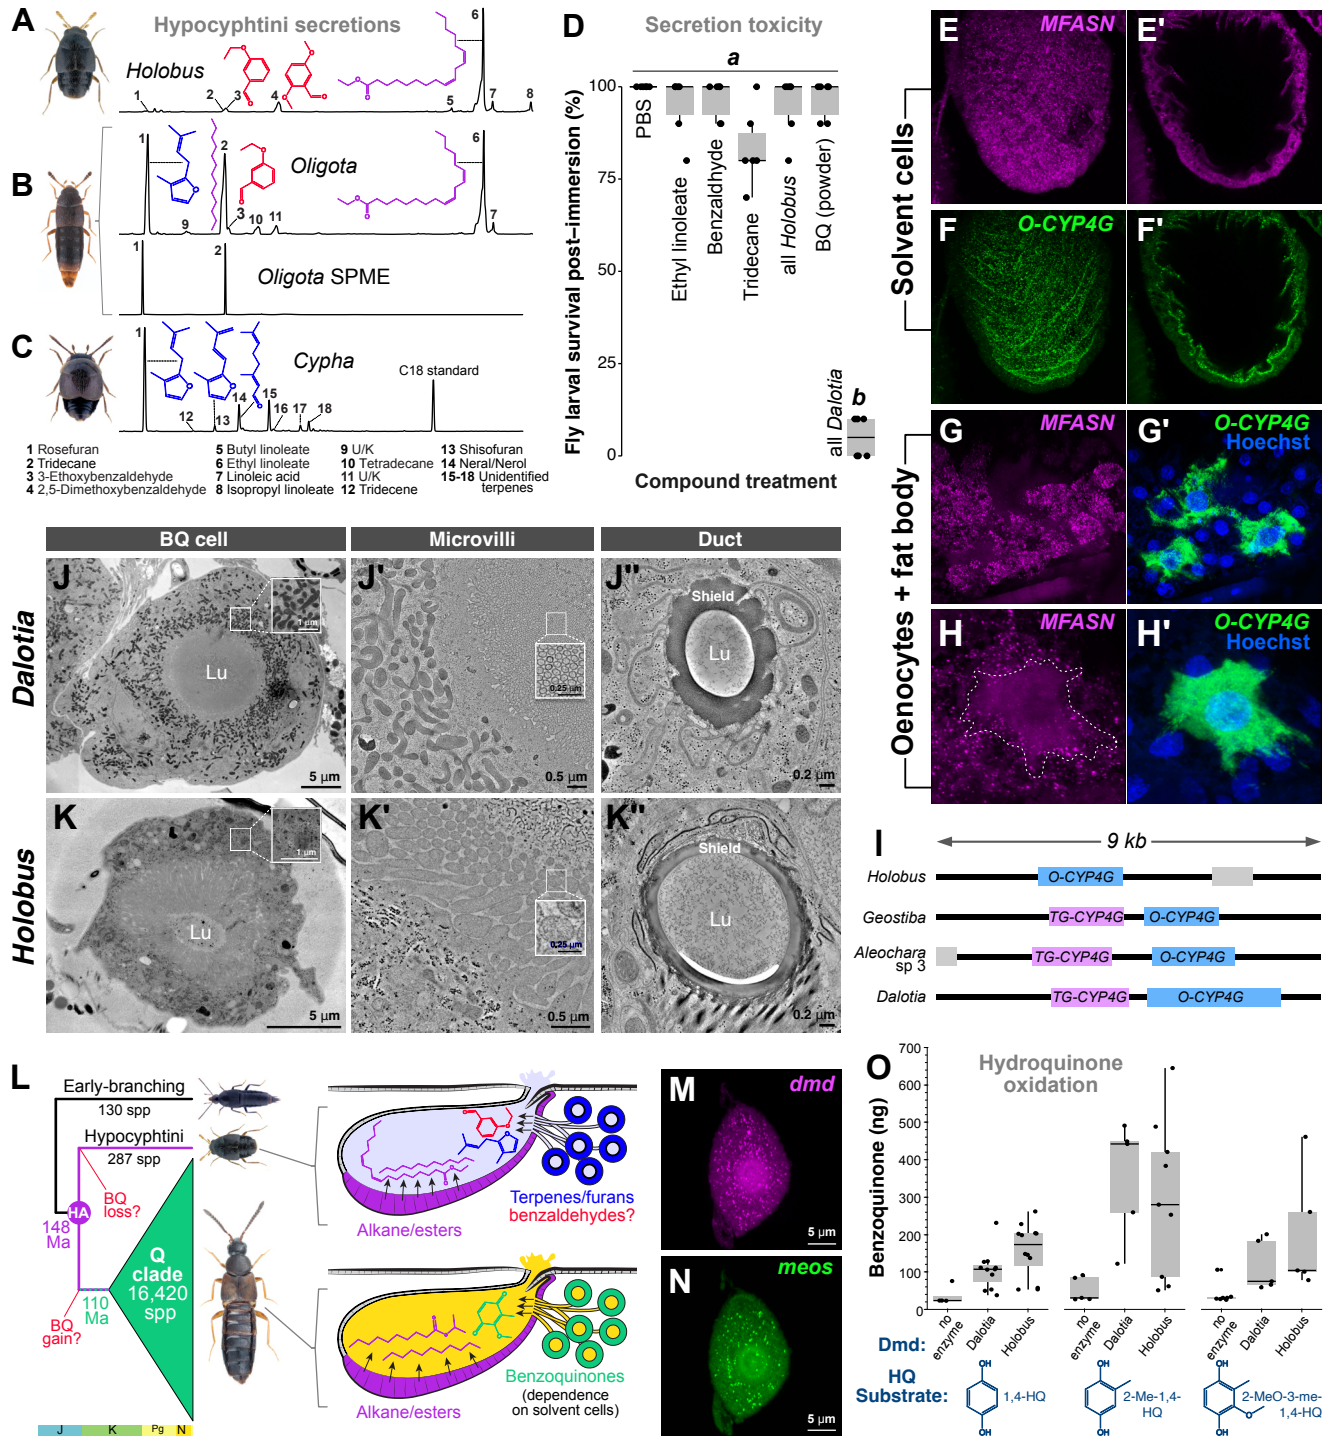 A
Hypocyphtini secretions
Holobus
1
2
3
4
5
6
7
8
B
Oligota
1
2
3
9
10
11
6
7
Oligota SPME
2
C
Cypha
1
C18 standard
12
13
14
15
16
17
18
1 Rosefuran
2 Tridecane
3 3-Ethoxybenzaldehyde
4 2,5-Dimethoxybenzaldehyde
5 Butyl linoleate
6 Ethyl linoleate
7 Linoleic acid
8 Isopropyl linoleate
9 U/K
10 Tetradecane
11 U/K
12 Tridecene
13 Shisofuran
14 Neral/Nerol
15-18 Unidentified
terpenes
D
Secretion toxicity
a
Fly larval survival post–immersion (%)
100
75
50
25
0
PBS
Ethyl linoleate
Benzaldhyde
Tridecane
all Holobus
BQ (powder)
all Dalotia
b
Compound treatment
Solvent cells
E
MFASN
E'
F
O-CYP4G
F'
Oenocytes + fat body
G
MFASN
G'
O-CYP4G
Hoechst
H
MFASN
H'
O-CYP4G
Hoechst
I
9 kb
Holobus
O-CYP4G
Geostiba
TG-CYP4G
O-CYP4G
Aleochara
sp 3
TG-CYP4G
O-CYP4G
Dalotia
TG-CYP4G
O-CYP4G
BQ cell
Microvilli
Duct
Dalotia
J
1 µm
Lu
5 µm
J'
0.25 µm
0.5 µm
J"
Shield
Lu
0.2 µm
Holobus
K
1 µm
Lu
5 µm
K'
0.25 µm
0.5 µm
K"
Shield
Lu
0.2 µm
L
Early-branching
130 spp
Hypocyphtini
287 spp
BQ
loss?
HA
148
Ma
Q
clade
16,420
spp
110
Ma
BQ
gain?
J
K
Pg
N
Terpenes/furans
benzaldehydes?
Alkane/esters
Benzoquinones
(dependence
on solvent cells)
Alkane/esters
M
dmd
5 µm
N
meos
5 µm
O
Hydroquinone
oxidation
Benzoquinone (ng)
700
600
500
400
300
200
100
0
Dmd:
no
enzyme
Dalotia
Holobus
no
enzyme
Dalotia
Holobus
no
enzyme
Dalotia
Holobus
HQ
Substrate:
OH
1,4-HQ
OH
OH
2-Me-1,4-
HQ
OH
OH
2-MeO-3-me-
1,4-HQ
O
OH